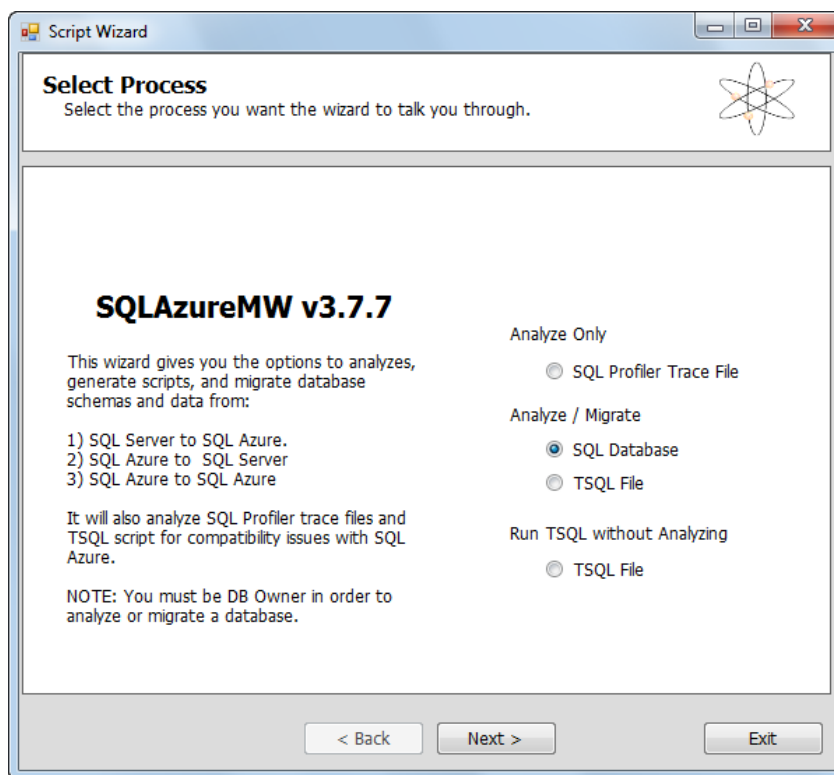 Script Wizard
Select Process
Select the process you want the wizard to talk you through.
SQLAzureMW v3.7.7
This wizard gives you the options to analyzes,
generate scripts, and migrate database
schemas and data from:
1) SQL Server to SQL Azure.
2) SQL Azure to  SQL Server
3) SQL Azure to SQL Azure
It will also analyze SQL Profiler trace files and
TSQL script for compatibility issues with SQL
Azure.
NOTE: You must be DB Owner in order to
analyze or migrate a database.
Analyze Only
SQL Profiler Trace File
Analyze / Migrate
SQL Database
TSQL File
Run TSQL without Analyzing
TSQL File
< Back
Next >
Exit